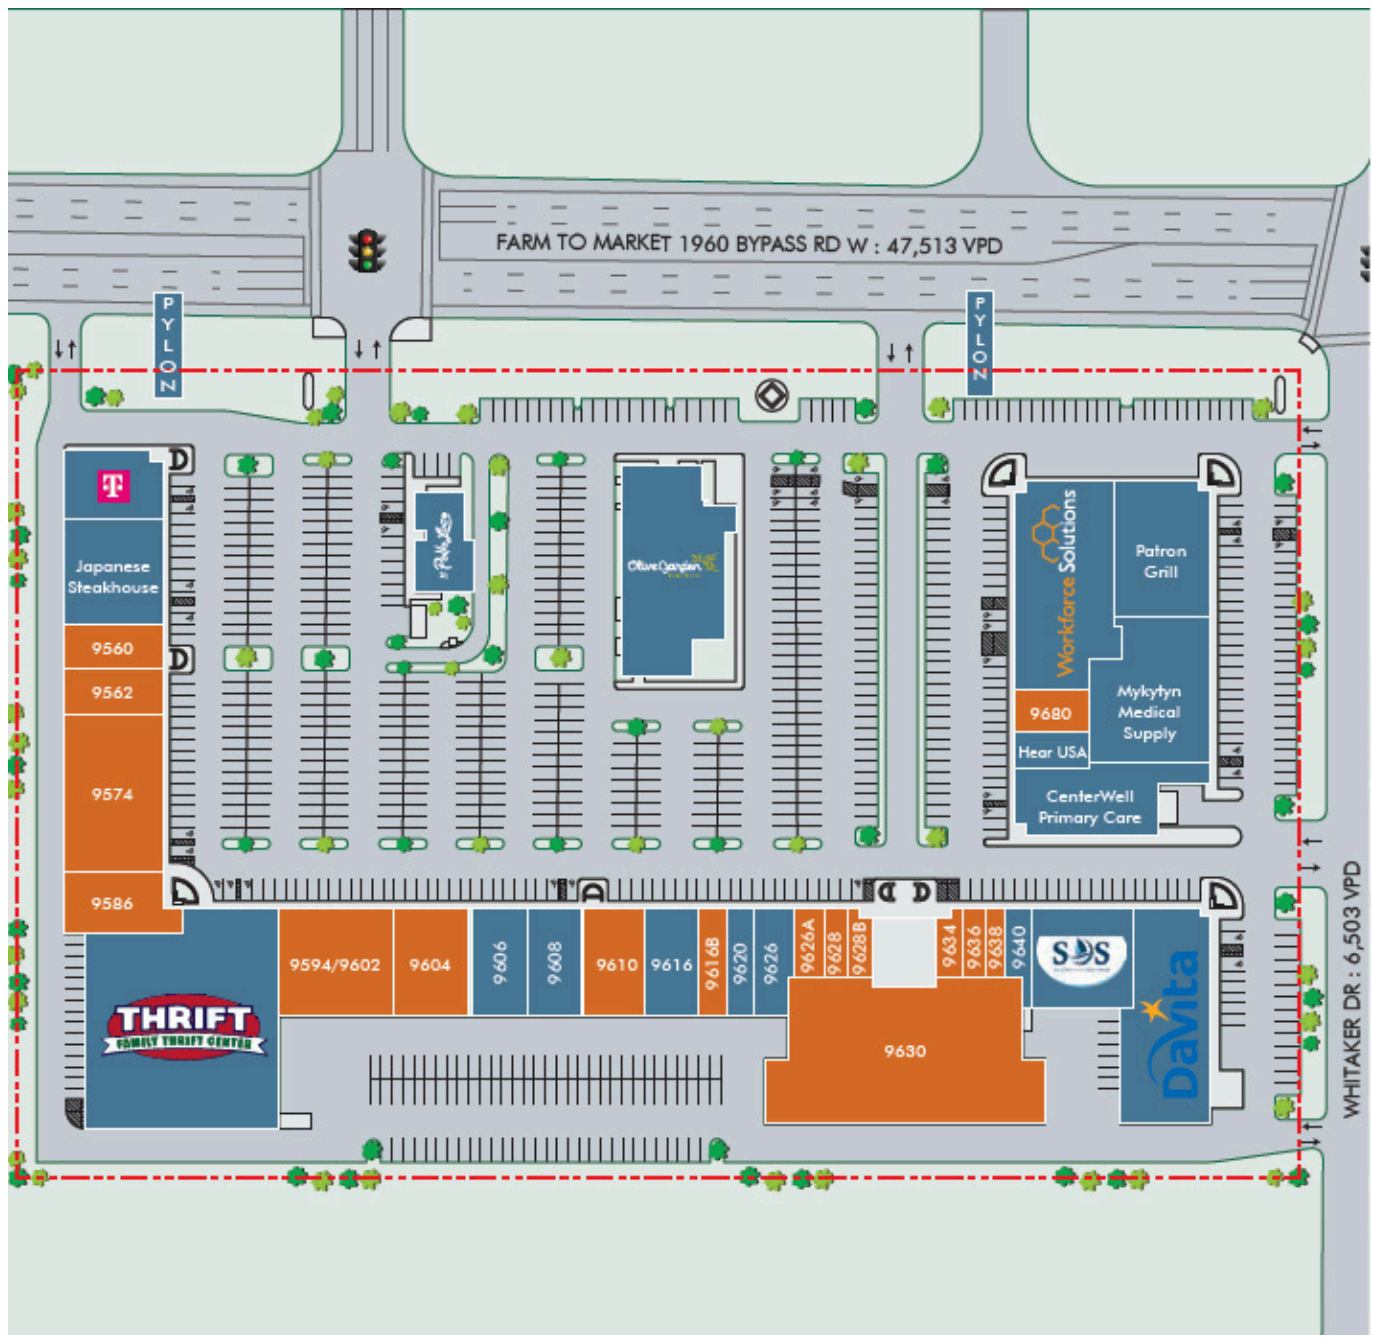 FARM TO MARKET 1960 BYPASS RD W : 47,513 VPD
PYLON
PYLON
T
Japanese
Steakhouse
9560
9562
9574
9586
El Pollo Loco
Olive Garden
Workforce Solutions
Patron
Grill
9680
Mykytyn
Medical
Supply
Hear USA
CenterWell
Primary Care
WHITAKER DR : 6,503 VPD
THRIFT
FAMILY THRIFT CENTER
9594/9602
9604
9606
9608
9610
9616
9616B
9620
9626
9626A
9628
9628B
9630
9634
9636
9638
9640
SDS
DaVita